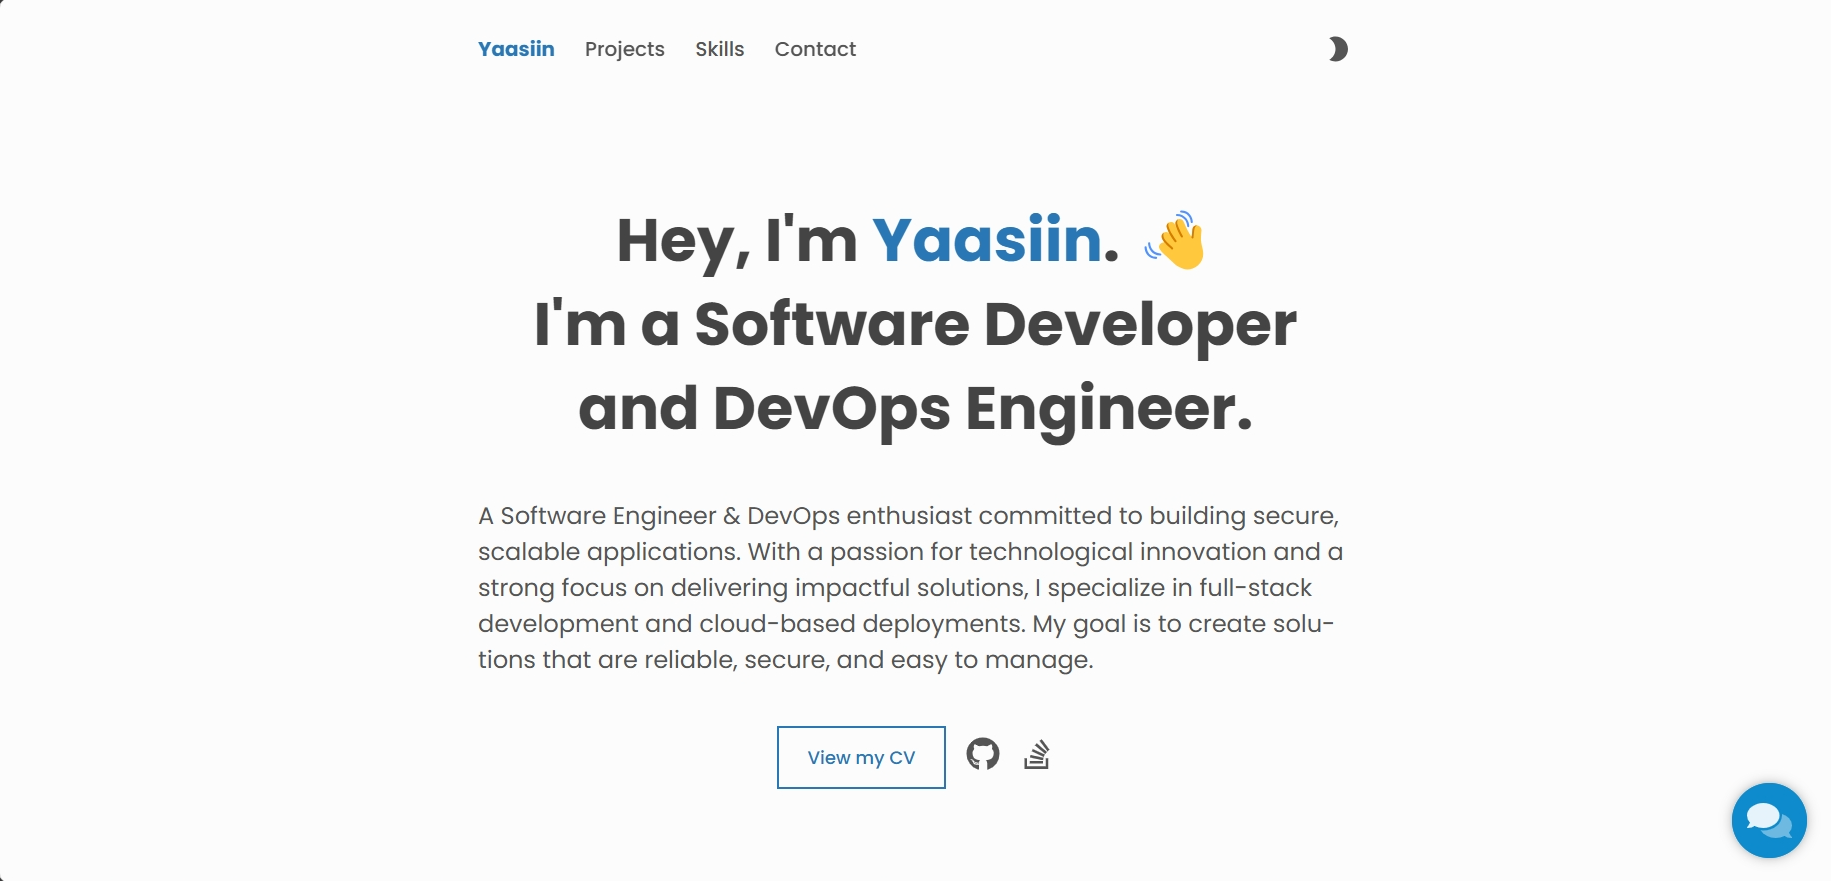 Yaasiin Projects Skills Contact
Hey, I'm Yaasiin. 👋
I'm a Software Developer
and DevOps Engineer.
A Software Engineer & DevOps enthusiast committed to building secure,
scalable applications. With a passion for technological innovation and a
strong focus on delivering impactful solutions, I specialize in full-stack
development and cloud-based deployments. My goal is to create solu-
tions that are reliable, secure, and easy to manage.
View my CV